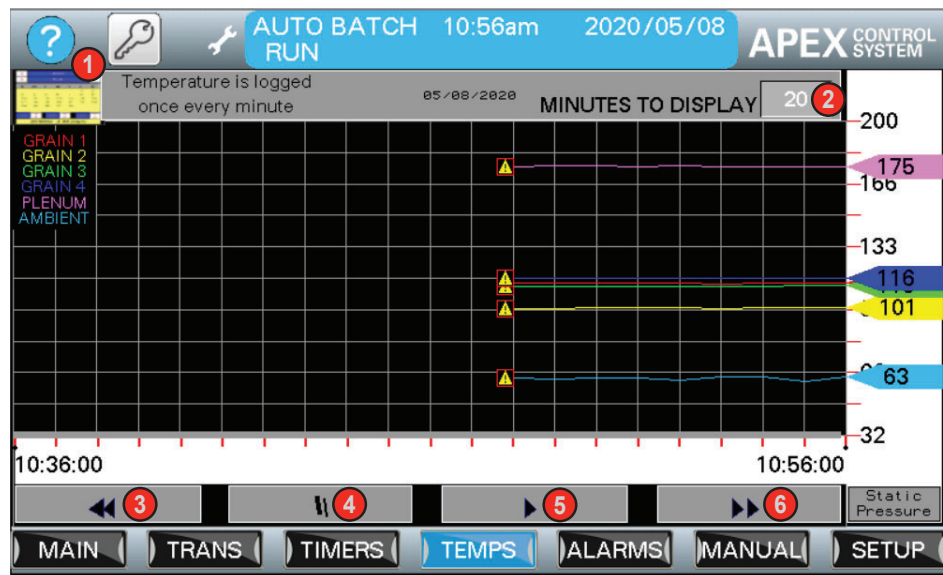 ?
AUTO BATCH 10:56am 2020/05/08
RUN
APEX CONTROL SYSTEM
1
Temperature is logged
once every minute
05/08/2020
MINUTES TO DISPLAY 20
2
200
GRAIN 1
GRAIN 2
GRAIN 3
GRAIN 4
PLENUM
AMBIENT
175
166
133
116
101
63
32
10:36:00 10:56:00
3 4 5 6
Static
Pressure
MAIN TRANS TIMERS TEMPS ALARMS MANUAL SETUP